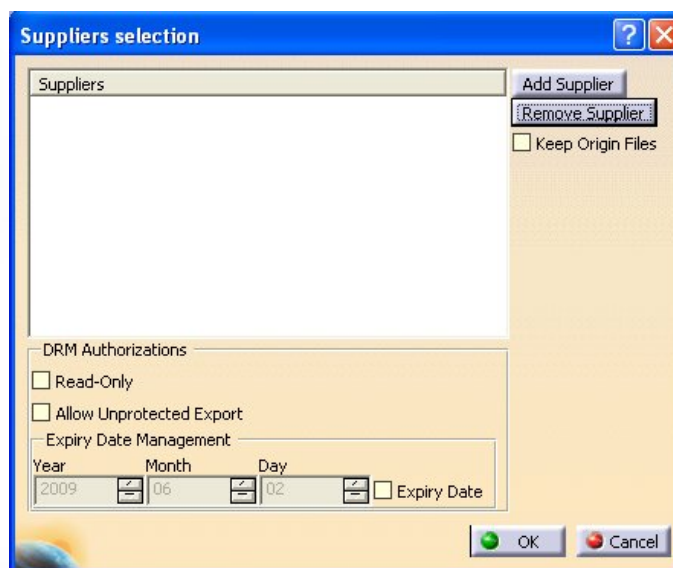 Suppliers selection
Suppliers
Add Supplier
Remove Supplier
Keep Origin Files
DRM Authorizations
Read-Only
Allow Unprotected Export
Expiry Date Management
Year Month Day
2009 06 02 Expiry Date
OK Cancel